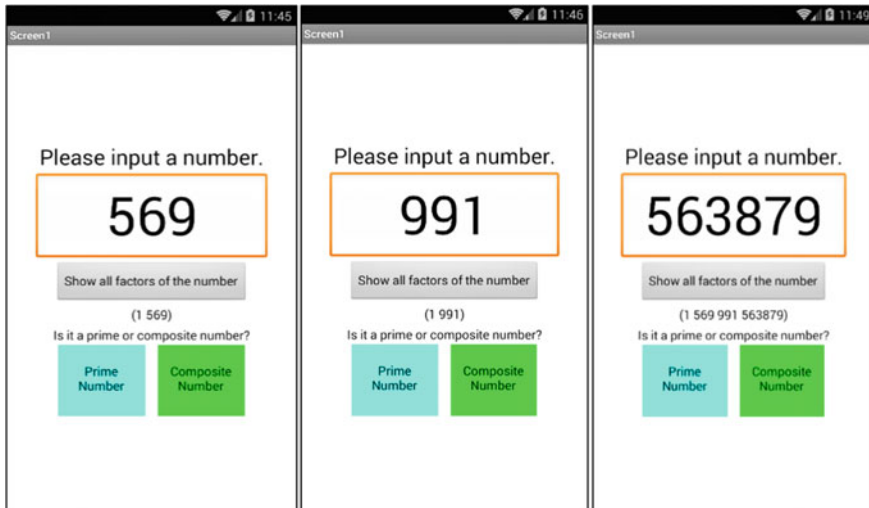 11:45
Screen1
Please input a number.
569
Show all factors of the number
(1 569)
Is it a prime or composite number?
Prime
Number
Composite
Number
11:46
Screen1
Please input a number.
991
Show all factors of the number
(1 991)
Is it a prime or composite number?
Prime
Number
Composite
Number
11:49
Screen1
Please input a number.
563879
Show all factors of the number
(1 569 991 563879)
Is it a prime or composite number?
Prime
Number
Composite
Number